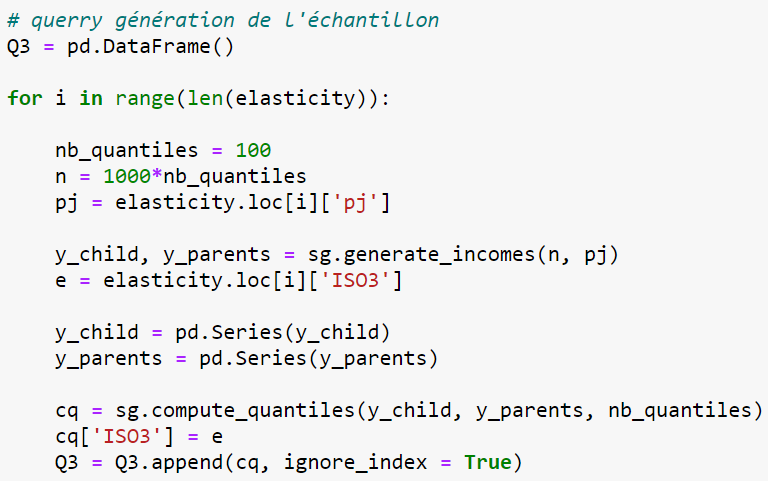 # querry génération de l'échantillon
Q3 = pd.DataFrame()
for i in range(len(elasticity)):
nb_quantiles = 100
n = 1000*nb_quantiles
pj = elasticity.loc[i]['pj']
y_child, y_parents = sg.generate_incomes(n, pj)
e = elasticity.loc[i]['ISO3']
y_child = pd.Series(y_child)
y_parents = pd.Series(y_parents)
cq = sg.compute_quantiles(y_child, y_parents, nb_quantiles)
cq['ISO3'] = e
Q3 = Q3.append(cq, ignore_index = True)